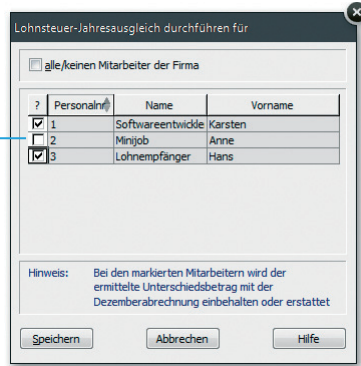 Lohnsteuer-Jahresausgleich durchführen für
alle/keinen Mitarbeiter der Firma
? Personalnr Name Vorname
1 Softwareentwickle Karsten
2 Minijob Anne
3 Lohnempfänger Hans
Hinweis: Bei den markierten Mitarbeitern wird der
ermittelte Unterschiedsbetrag mit der
Dezemberabrechnung einbehalten oder erstattet
Speichern Abbrechen Hilfe